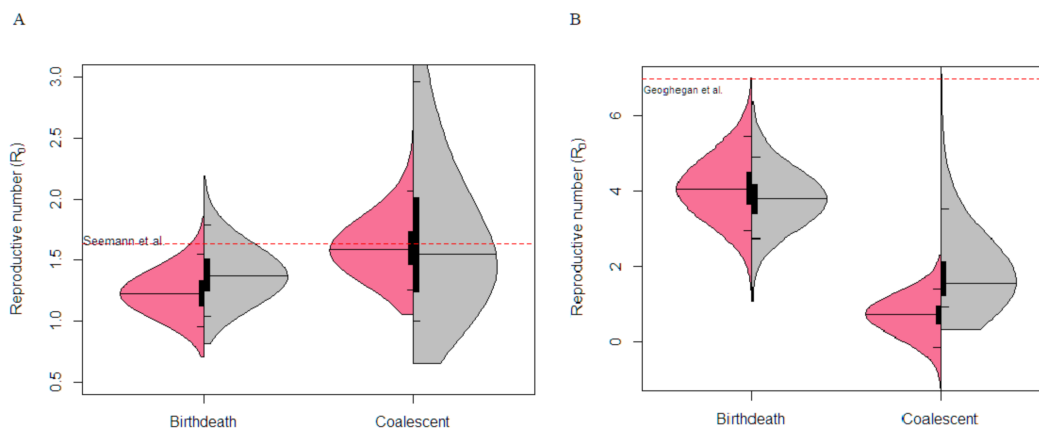 A
Reproductive number (R0)
3.0
2.5
2.0
1.5
1.0
0.5
Seemann et al
Birthdeath
Coalescent
B
Reproductive number (R0)
6
4
2
0
Geoghegan et al.
Birthdeath
Coalescent